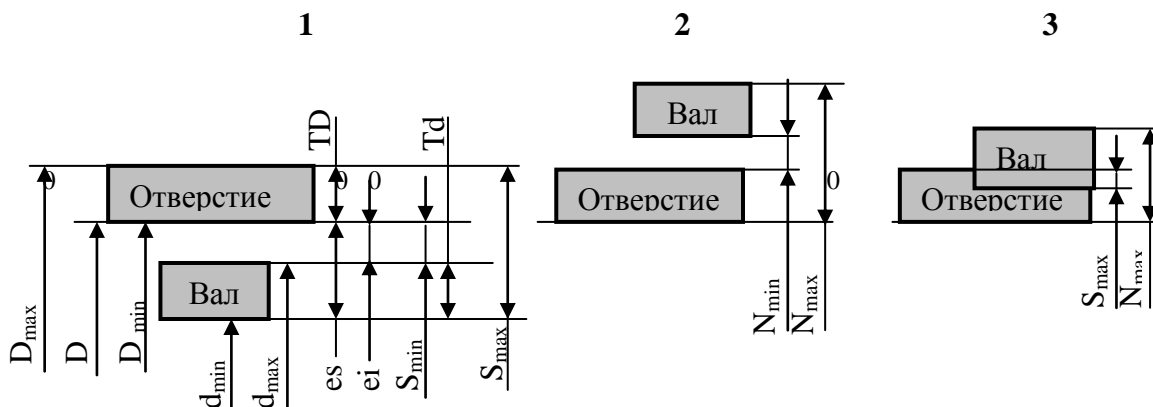 1
2
3
TD
Td
Вал
Вал
Вал
0
0
0
0
Отверстие
Отверстие
Отверстие
Вал
Dmax
D
Dmin
dmin
dmax
es
ei
Smin
Smax
Nmin
Nmax
Smax
Nmax